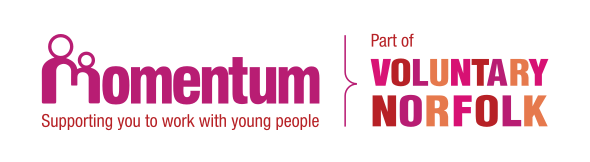 momentum
Supporting you to work with young people
Part of
VOLUNTARY
NORFOLK